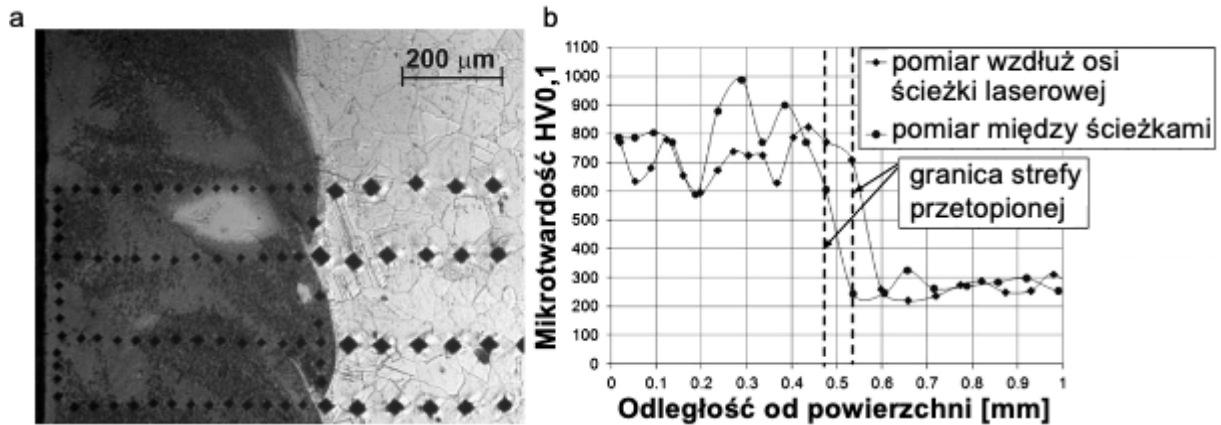 a
200 µm
b
Mikrotwardość HV0,1
1100
1000
900
800
700
600
500
400
300
200
100
0
0 0.1 0.2 0.3 0.4 0.5 0.6 0.7 0.8 0.9 1
Odległość od powierzchni [mm]
pomiar wzdłuż osi
ścieżki laserowej
pomiar między ścieżkami
granica strefy
przetopionej